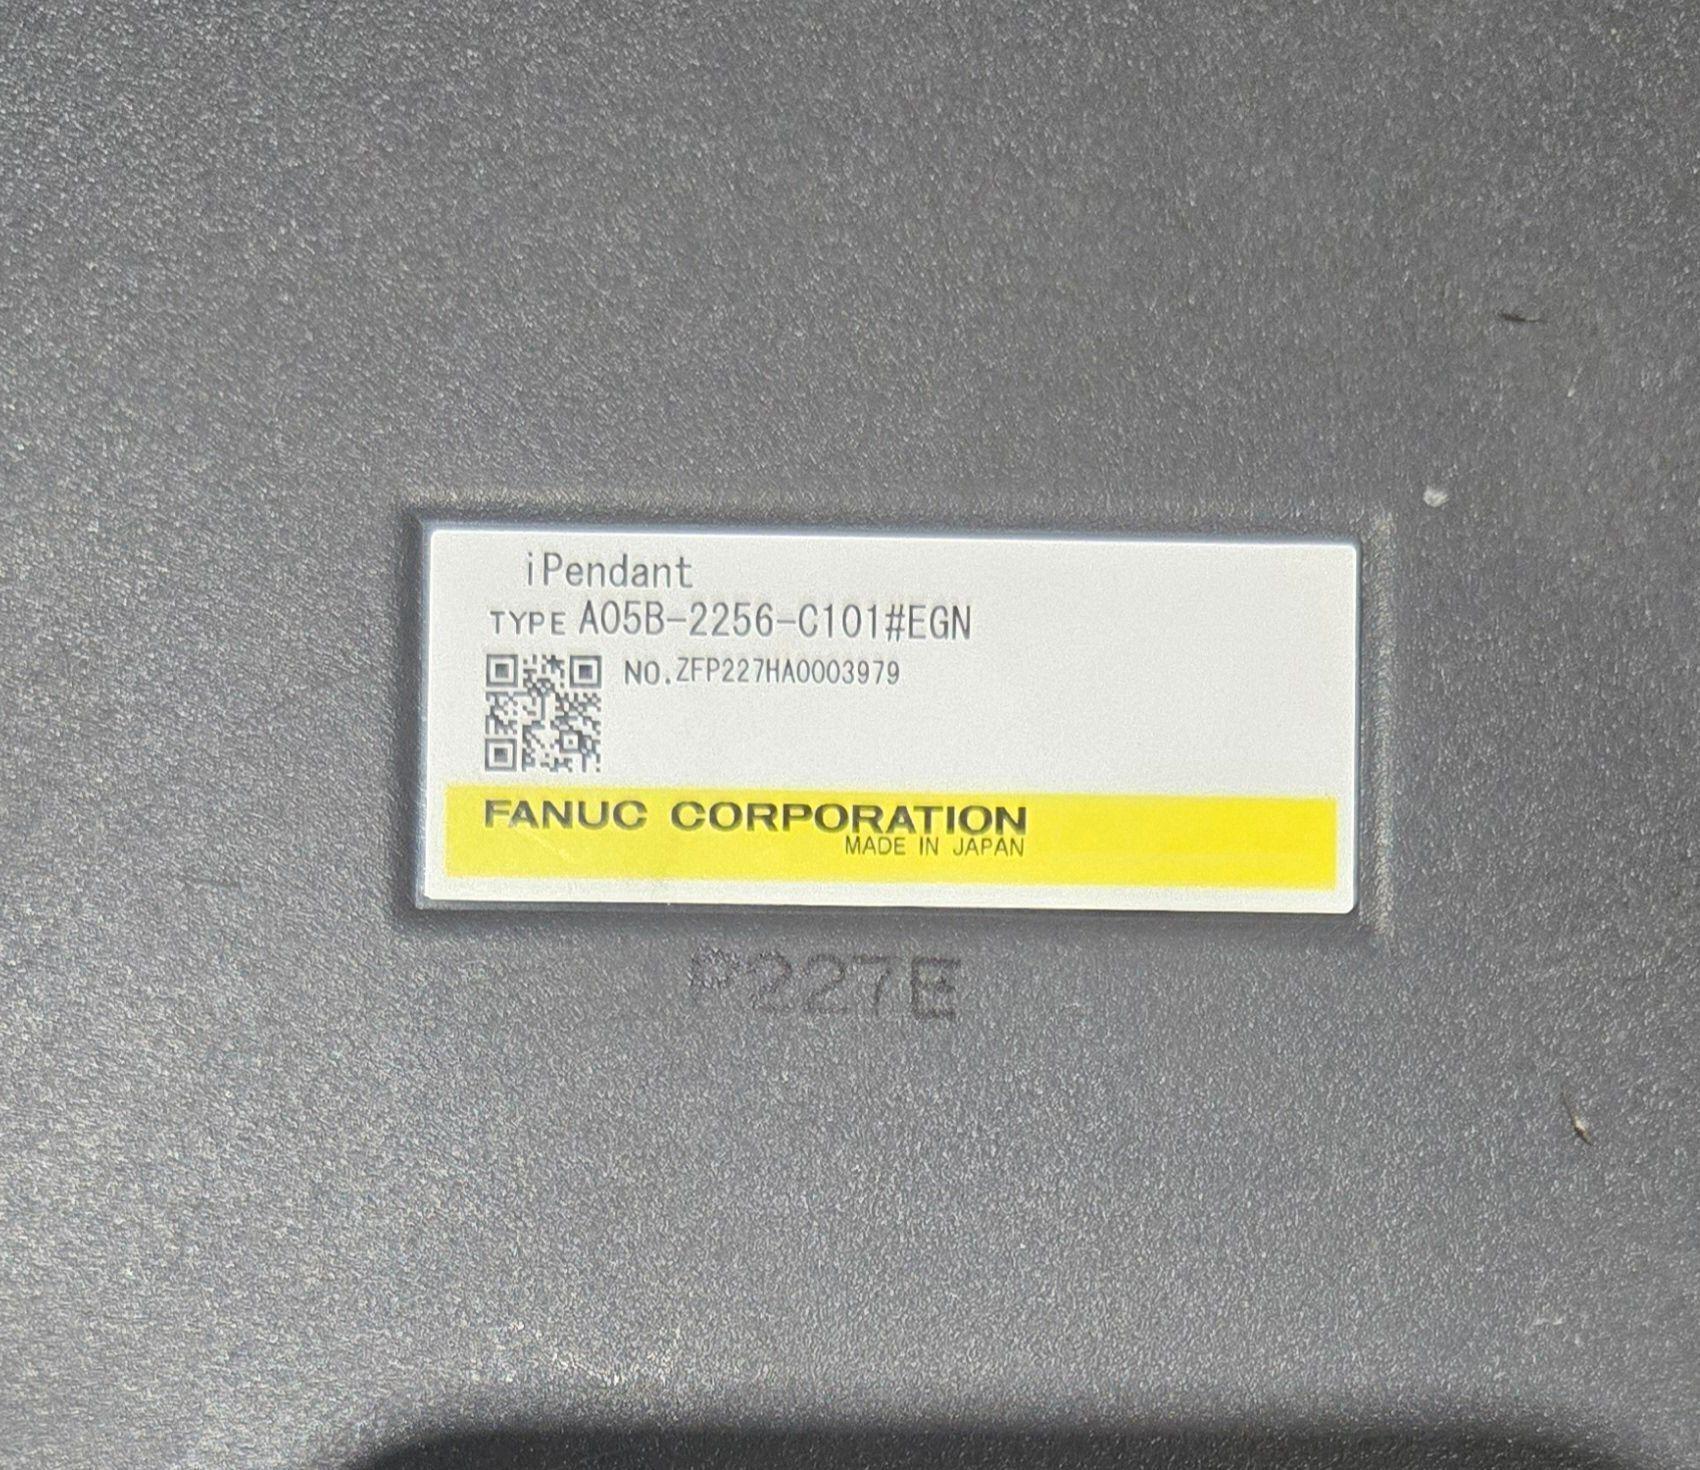 iPendant
TYPE A05B-2256-C101#EGN
NO.ZFP227HA0003979
FANUC CORPORATION
MADE IN JAPAN
P227E